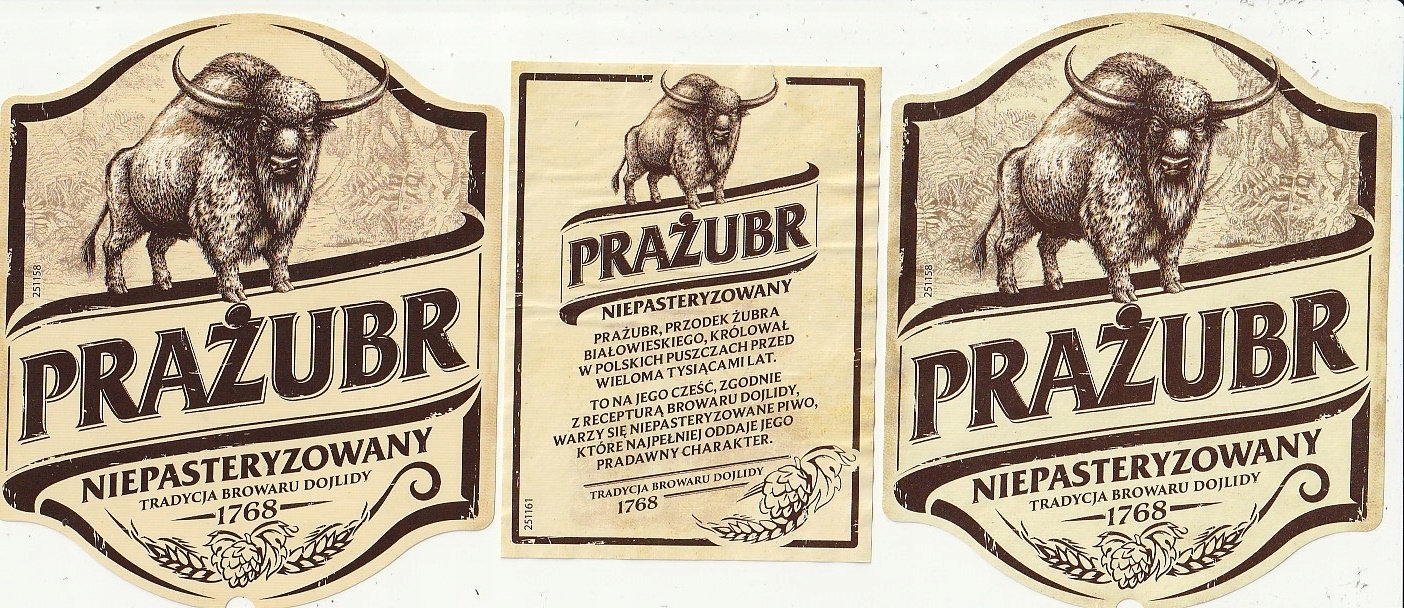 251158
PRAŻUBR
NIEPASTERYZOWANY
TRADYCJA BROWARU DOJLIDY
1768
PRAŻUBR
NIEPASTERYZOWANY
PRAŻUBR, PRZODEK ŻUBRA
BIAŁOWIESKIEGO, KRÓLOWAŁ
W POLSKICH PUSZCZACH PRZED
WIELOMA TYSIĄCAMI LAT.
TO NA JEGO CZEŚĆ, ZGODNIE
Z RECEPTURĄ BROWARU DOJLIDY,
WARZY SIĘ NIEPASTERYZOWANE PIWO,
KTÓRE NAJPEŁNIEJ ODDAJE JEGO
PRADAWNY CHARAKTER.
TRADYCJA BROWARU DOJLIDY
1768
251161
251158
PRAŻUBR
NIEPASTERYZOWANY
TRADYCJA BROWARU DOJLIDY
1768